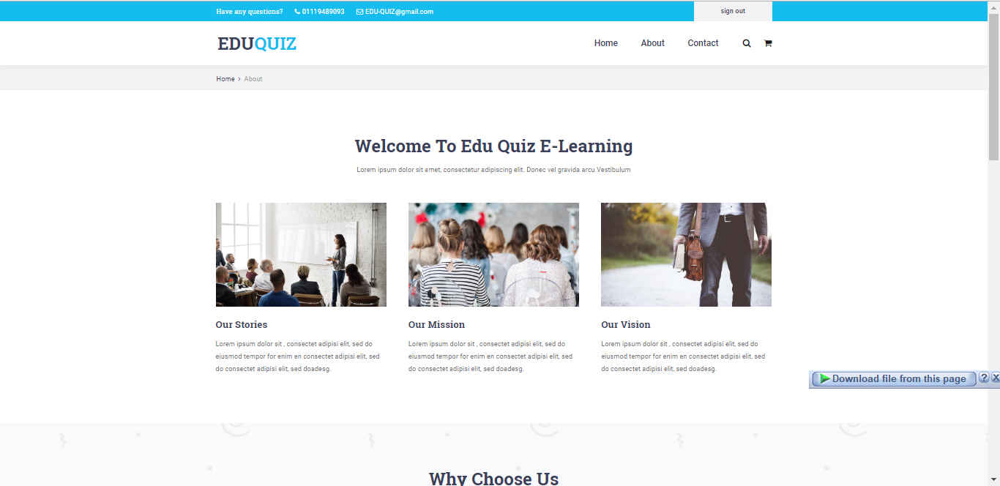 Have any questions? 01119489093 EDU-QUIZ@gmail.com sign out
EDUQUIZ Home About Contact
Home › About
Welcome To Edu Quiz E-Learning
Lorem ipsum dolor sit amet, consectetur adipiscing elit. Donec vel gravida arcu Vestibulum
Our Stories
Lorem ipsum dolor sit , consectet adipisi elit, sed do
eiusmod tempor for enim en consectet adipisi elit, sed
do consectet adipisi elit, sed doadesg.
Our Mission
Lorem ipsum dolor sit , consectet adipisi elit, sed do
eiusmod tempor for enim en consectet adipisi elit, sed
do consectet adipisi elit, sed doadesg.
Our Vision
Lorem ipsum dolor sit , consectet adipisi elit, sed do
eiusmod tempor for enim en consectet adipisi elit, sed
do consectet adipisi elit, sed doadesg.
Download file from this page ? X
Why Choose Us